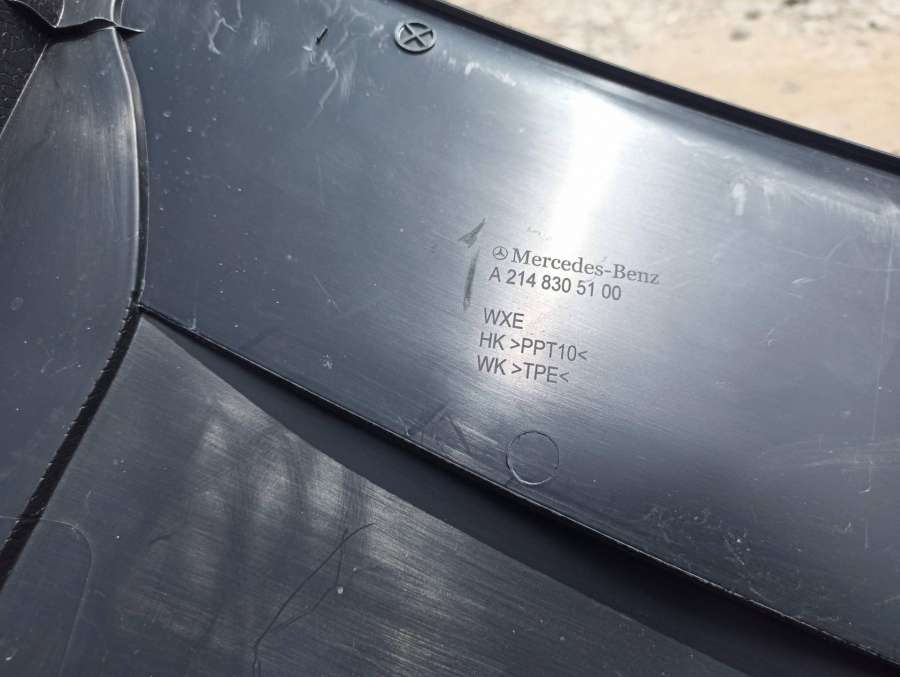 Mercedes-Benz
A 214 830 51 00
WXE
HK >PPT10<
WK >TPE<